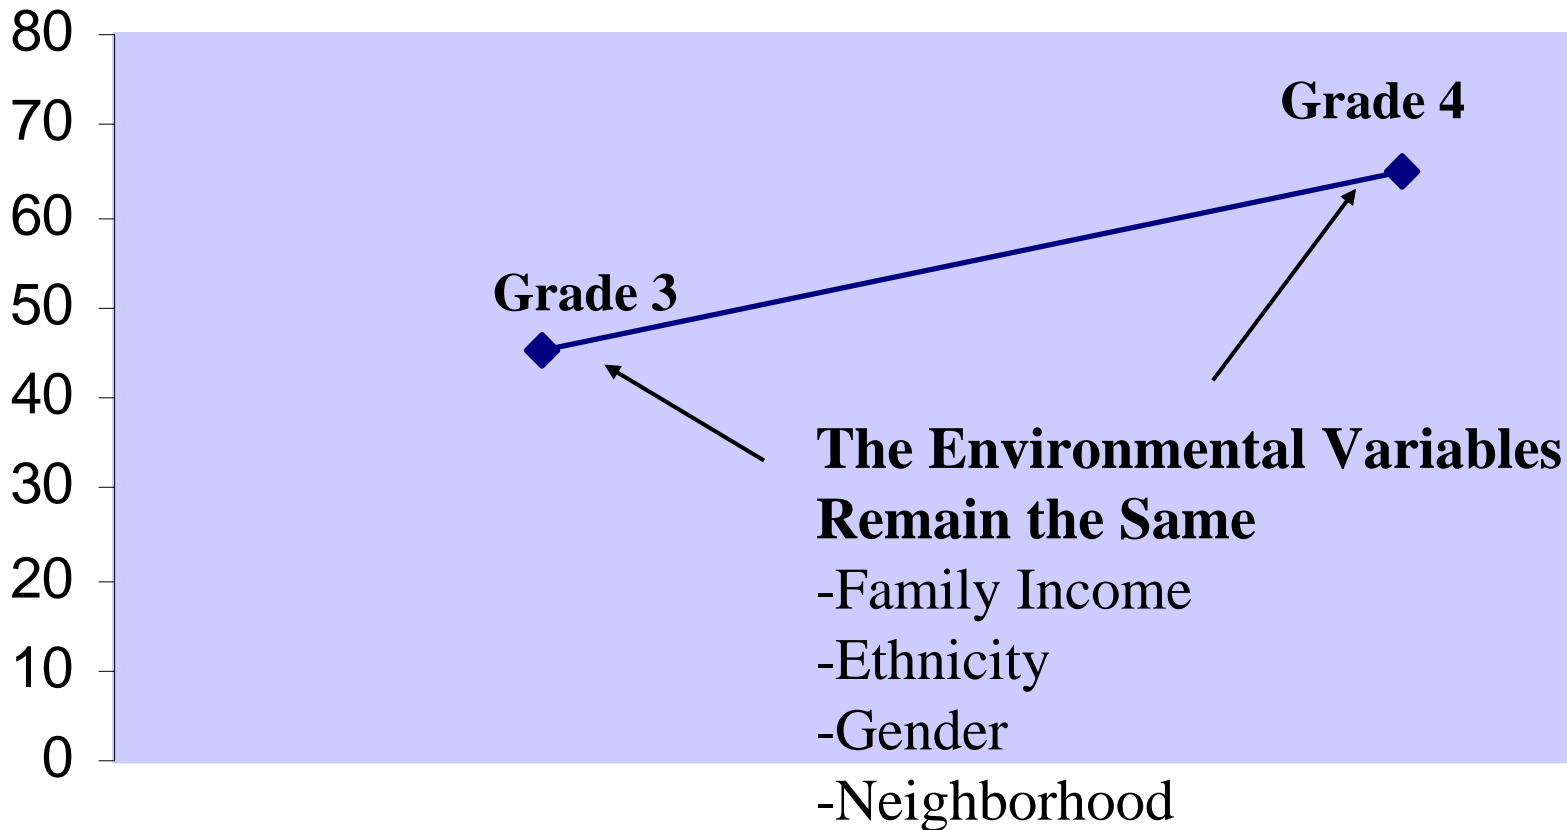 80
70
60
50
40
30
20
10
0
Grade 4
Grade 3
The Environmental Variables
Remain the Same
-Family Income
-Ethnicity
-Gender
-Neighborhood